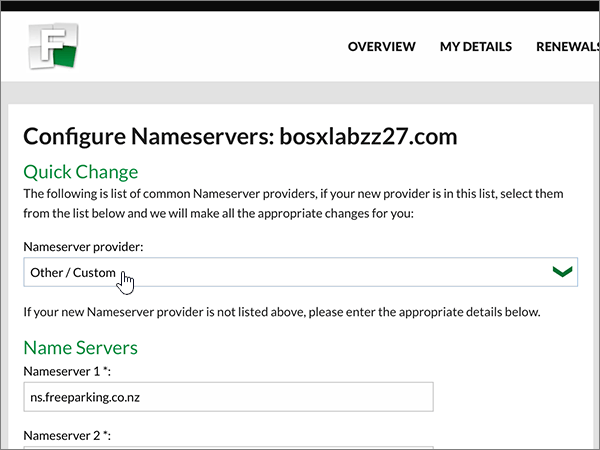 F
OVERVIEW MY DETAILS RENEWALS
Configure Nameservers: bosxlabzz27.com
Quick Change
The following is list of common Nameserver providers, if your new provider is in this list, select them
from the list below and we will make all the appropriate changes for you:
Nameserver provider:
Other / Custom
If your new Nameserver provider is not listed above, please enter the appropriate details below.
Name Servers
Nameserver 1 *:
ns.freeparking.co.nz
Nameserver 2 *: